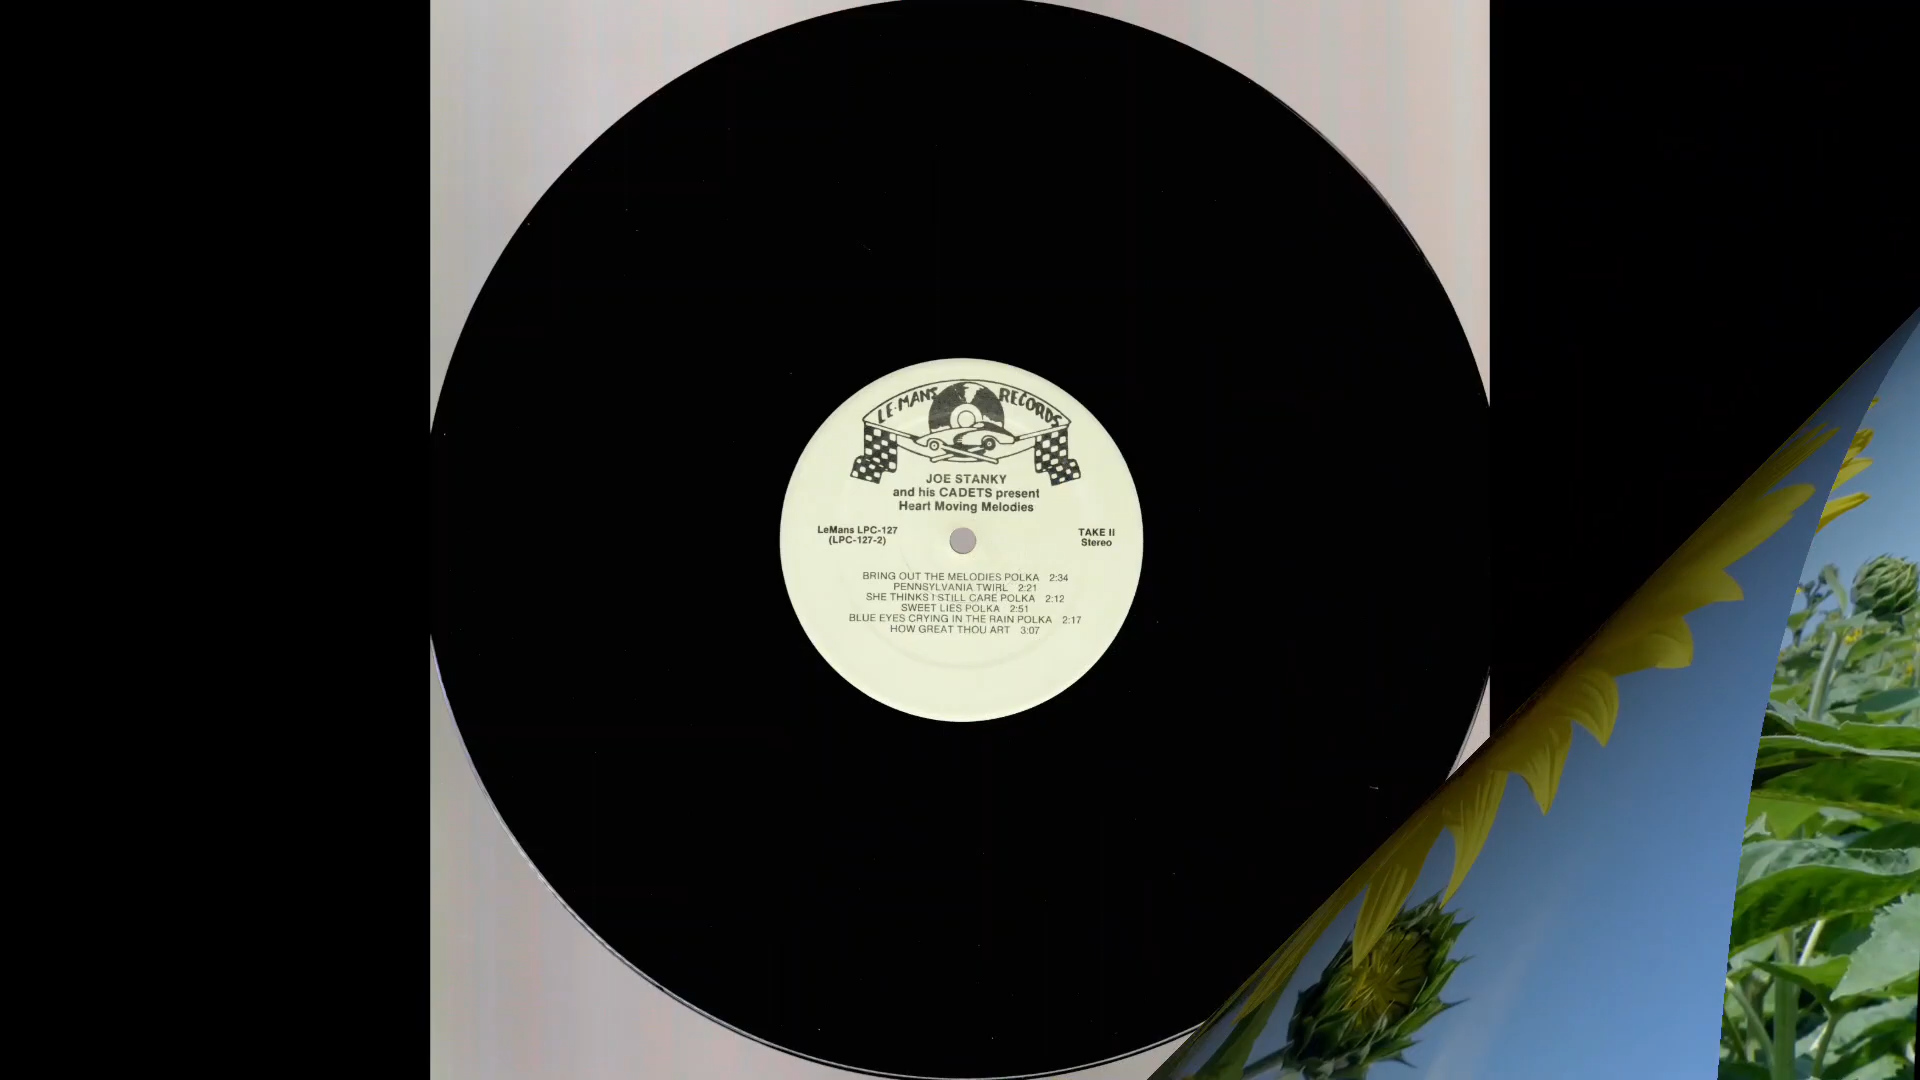 LE-MANS RECORDS
JOE STANKY
and his CADETS present
Heart Moving Melodies
LeMans LPC-127
(LPC-127-2)
TAKE II
Stereo
BRING OUT THE MELODIES POLKA 2:34
PENNSYLVANIA TWIRL 2:21
SHE THINKS I STILL CARE POLKA 2:12
SWEET LIES POLKA 2:51
BLUE EYES CRYING IN THE RAIN POLKA 2:17
HOW GREAT THOU ART 3:07